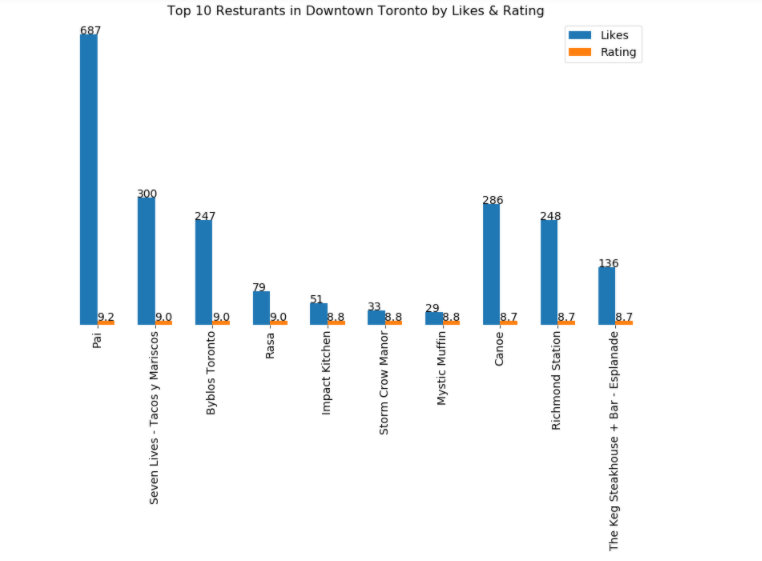 Top 10 Resturants in Downtown Toronto by Likes & Rating
Likes
Rating
687
9.2
300
9.0
247
9.0
79
9.0
51
8.8
33
8.8
29
8.8
286
8.7
248
8.7
136
8.7
Pai
Seven Lives - Tacos y Mariscos
Byblos Toronto
Rasa
Impact Kitchen
Storm Crow Manor
Mystic Muffin
Canoe
Richmond Station
The Keg Steakhouse + Bar - Esplanade